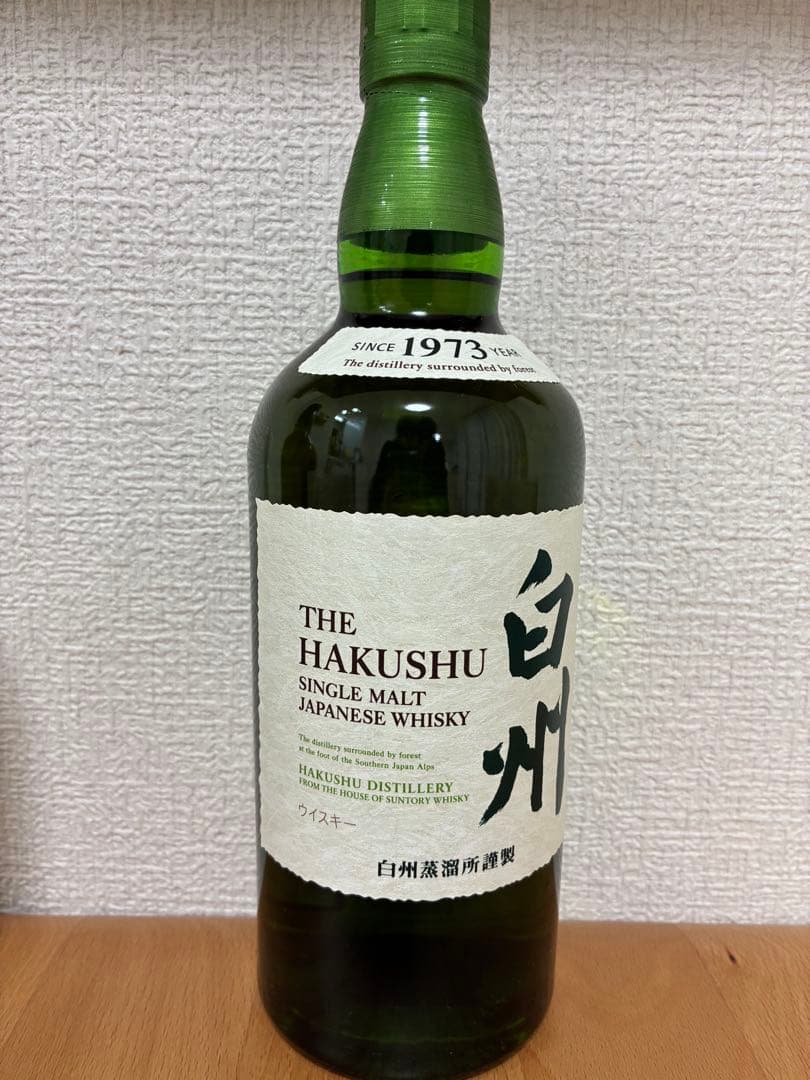 SINCE 1973 YEAR
The distillery surrounded by forest
THE
HAKUSHU
SINGLE MALT
JAPANESE WHISKY
The distillery surrounded by forest
at the foot of the Southern Japan Alps
HAKUSHU DISTILLERY
FROM THE HOUSE OF SUNTORY WHISKY
ウイスキー
白州
白州蒸溜所謹製